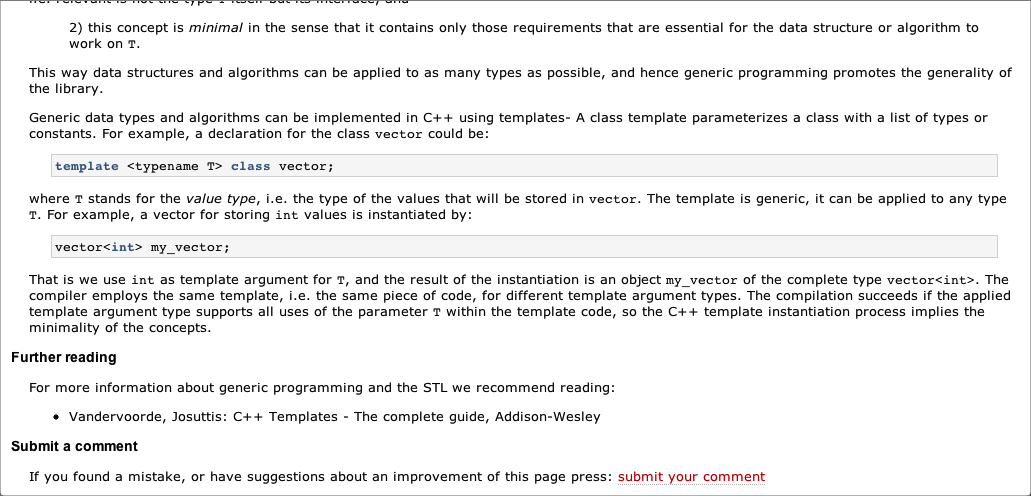 i.e. relevant is not the type T itself but its interface, and
2) this concept is minimal in the sense that it contains only those requirements that are essential for the data structure or algorithm to
work on T.
This way data structures and algorithms can be applied to as many types as possible, and hence generic programming promotes the generality of
the library.
Generic data types and algorithms can be implemented in C++ using templates- A class template parameterizes a class with a list of types or
constants. For example, a declaration for the class vector could be:
template <typename T> class vector;
where T stands for the value type, i.e. the type of the values that will be stored in vector. The template is generic, it can be applied to any type
T. For example, a vector for storing int values is instantiated by:
vector<int> my_vector;
That is we use int as template argument for T, and the result of the instantiation is an object my_vector of the complete type vector<int>. The
compiler employs the same template, i.e. the same piece of code, for different template argument types. The compilation succeeds if the applied
template argument type supports all uses of the parameter T within the template code, so the C++ template instantiation process implies the
minimality of the concepts.
Further reading
For more information about generic programming and the STL we recommend reading:
• Vandervoorde, Josuttis: C++ Templates - The complete guide, Addison-Wesley
Submit a comment
If you found a mistake, or have suggestions about an improvement of this page press: submit your comment